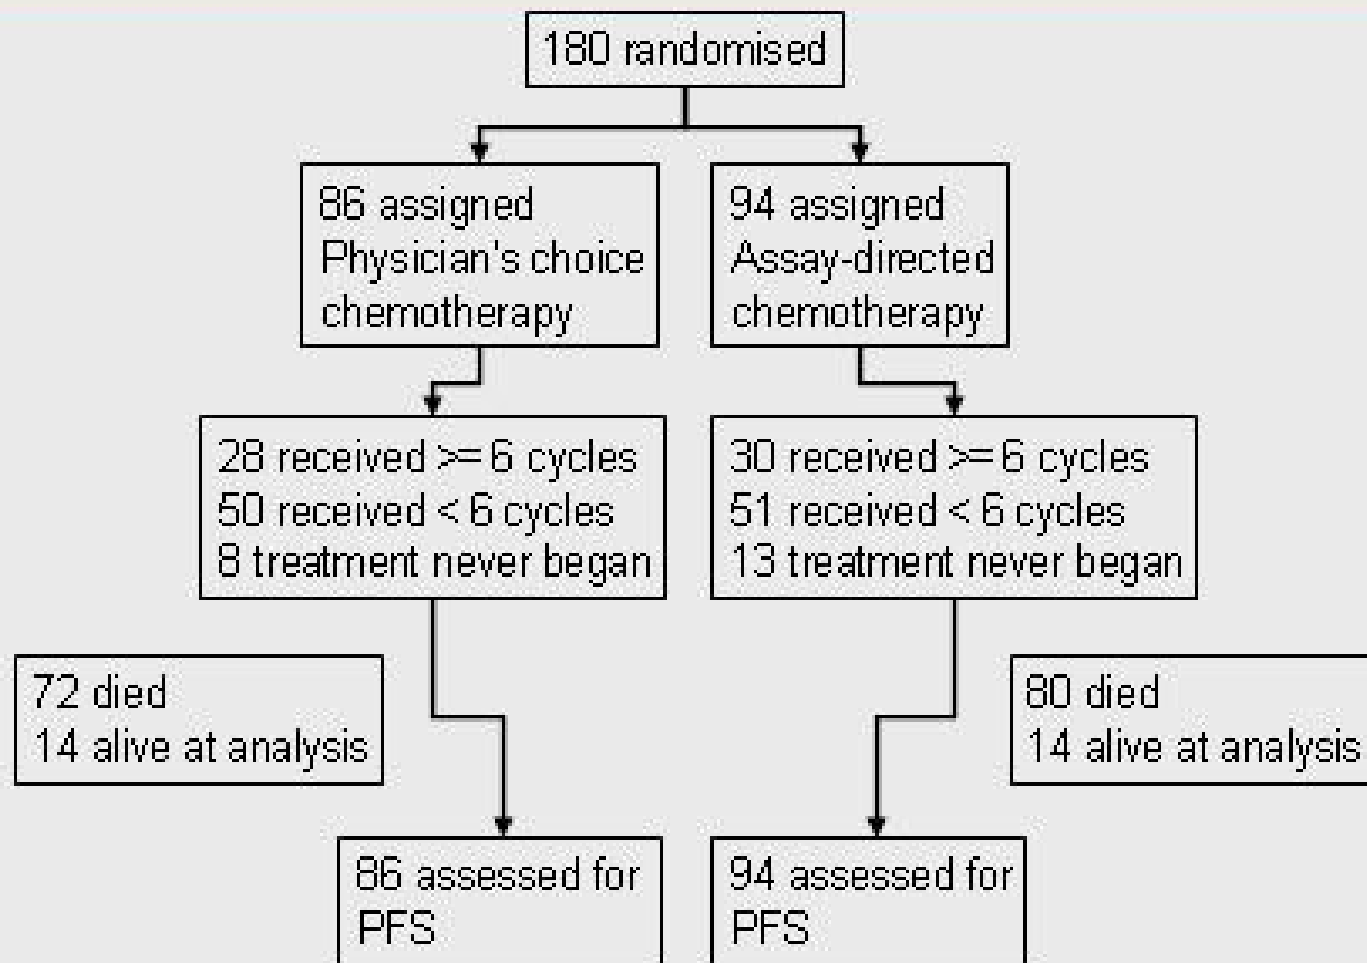 180 randomised
86 assigned
Physician's choice
chemotherapy
94 assigned
Assay-directed
chemotherapy
28 received >= 6 cycles
50 received < 6 cycles
8 treatment never began
30 received >= 6 cycles
51 received < 6 cycles
13 treatment never began
72 died
14 alive at analysis
80 died
14 alive at analysis
86 assessed for
PFS
94 assessed for
PFS